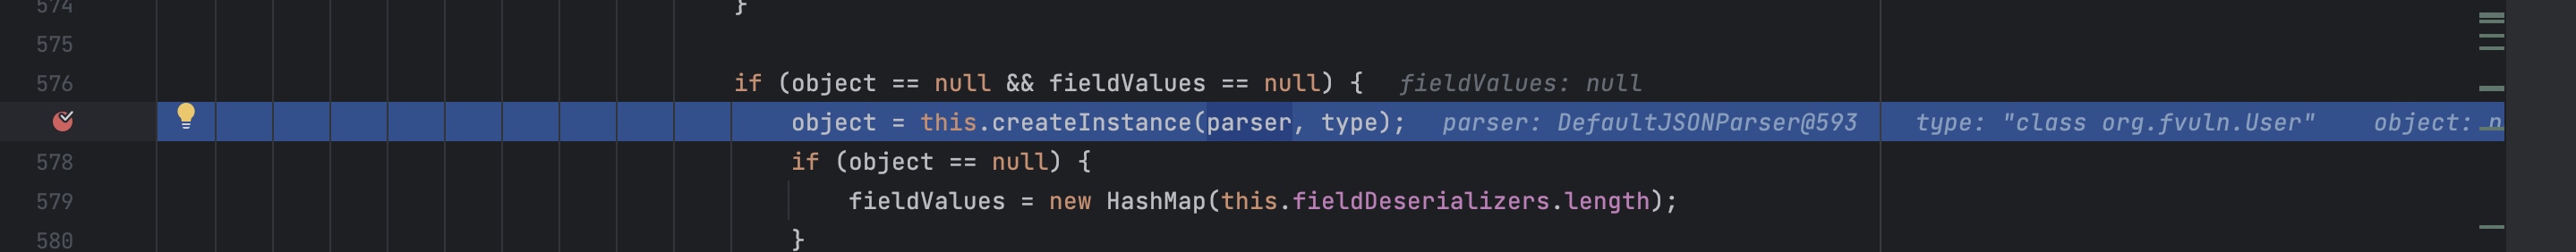 574 }
575
576 if (object == null && fieldValues == null) { fieldValues: null
object = this.createInstance(parser, type); parser: DefaultJSONParser@593 type: "class org.fvuln.User" object: n
578 if (object == null) {
579 fieldValues = new HashMap(this.fieldDeserializers.length);
580 }